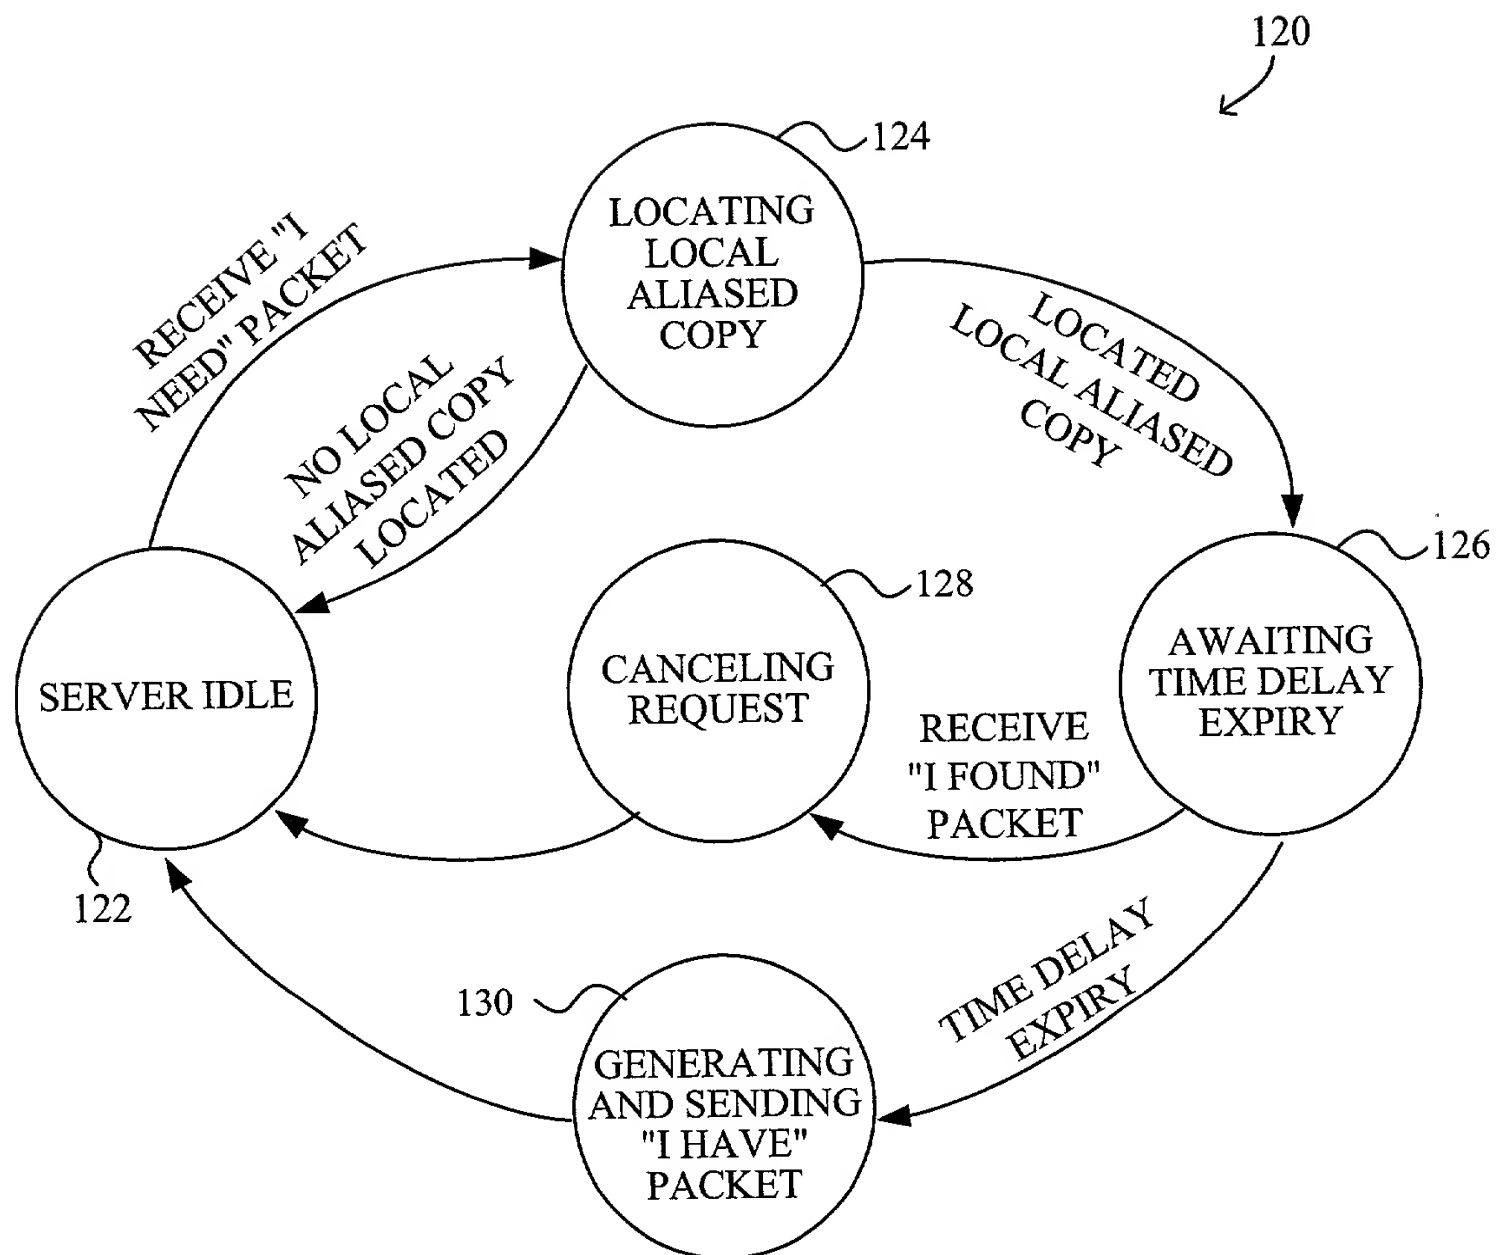 120
124
LOCATING
LOCAL
ALIASED
COPY
RECEIVE "I
NEED" PACKET
NO LOCAL
ALIASED COPY
LOCATED
LOCATED
LOCAL ALIASED
COPY
126
128
AWAITING
TIME DELAY
EXPIRY
CANCELING
REQUEST
SERVER IDLE
RECEIVE
"I FOUND"
PACKET
122
TIME DELAY
EXPIRY
130
GENERATING
AND SENDING
"I HAVE"
PACKET